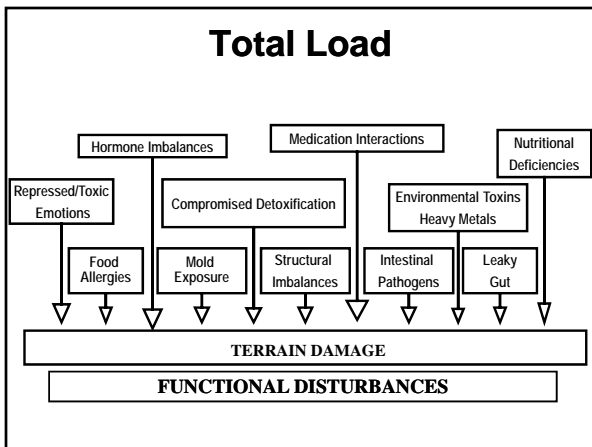 Total Load
Hormone Imbalances
Medication Interactions
Nutritional
Deficiencies
Repressed/Toxic
Emotions
Compromised Detoxification
Environmental Toxins
Heavy Metals
Food
Allergies
Mold
Exposure
Structural
Imbalances
Intestinal
Pathogens
Leaky
Gut
TERRAIN DAMAGE
FUNCTIONAL DISTURBANCES